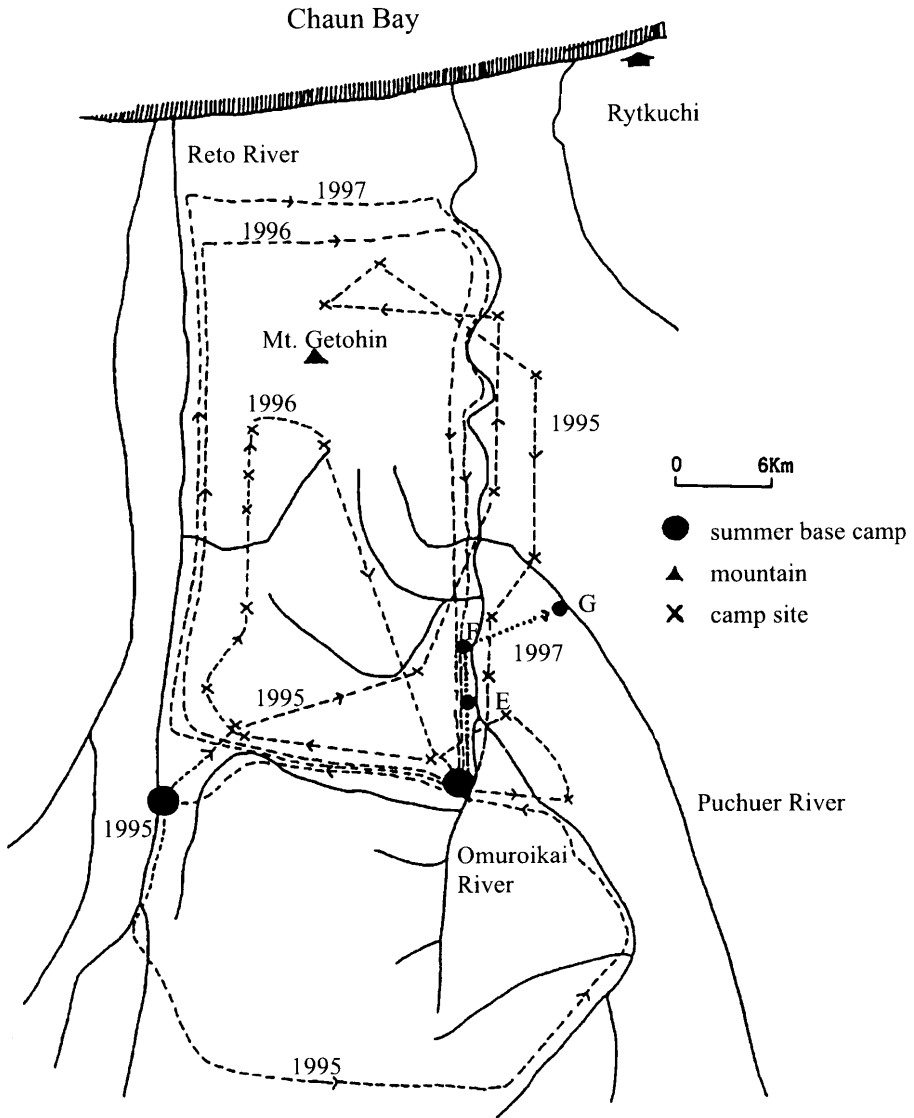 Chaun Bay
Rytkuchi
Reto River
1997
1996
Mt. Getohin
1996
1995
0 6Km
summer base camp
mountain
camp site
G
F
1997
1995
E
1995
Puchuer River
Omuroikai
River
1995